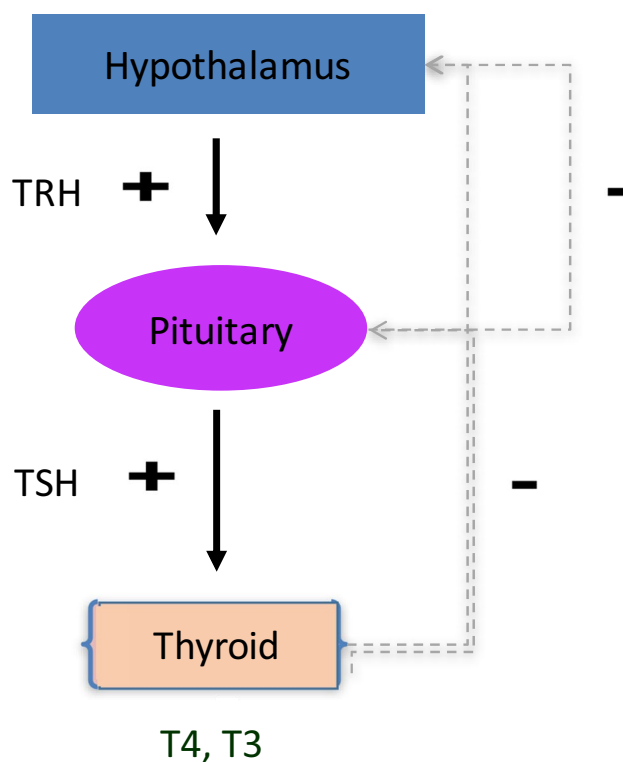 Hypothalamus
TRH +
-
Pituitary
TSH +
-
Thyroid
T4, T3